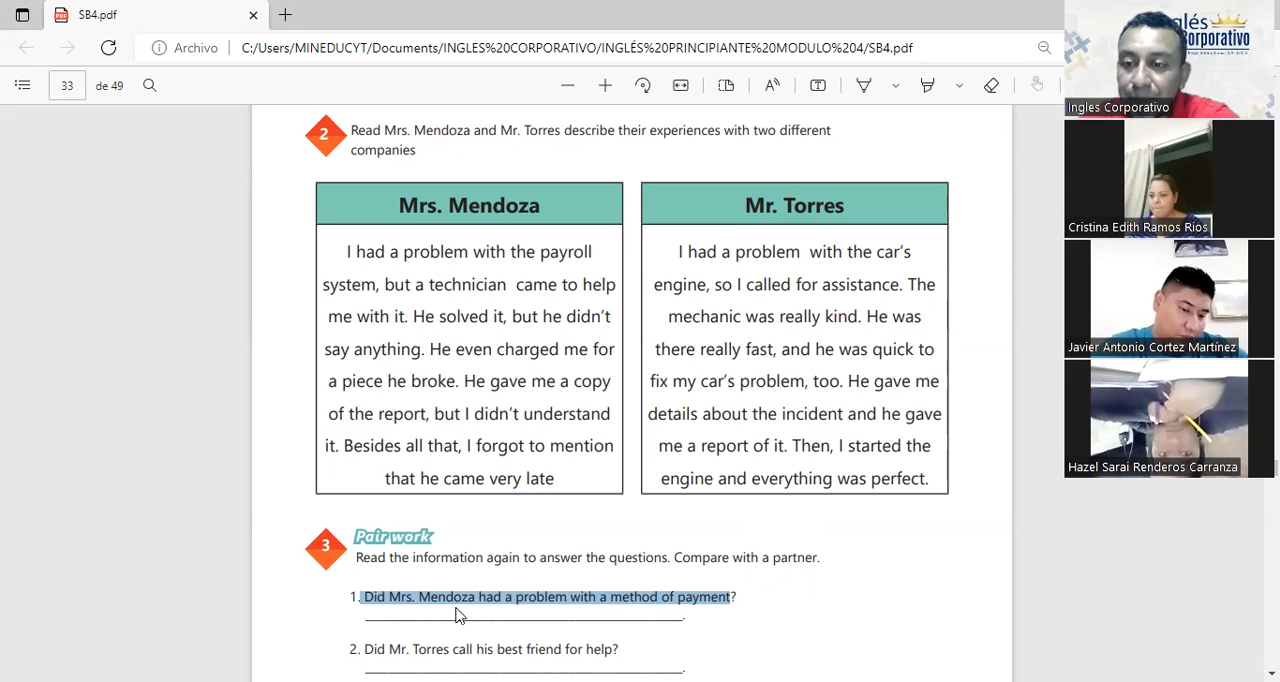 SB4.pdf
Archivo
C:/Users/MINEDUCYT/Documents/INGLES%20CORPORATIVO/INGLÉS%20PRINCIPIANTE%20MODULO%204/SB4.pdf
33 de 49
2 Read Mrs. Mendoza and Mr. Torres describe their experiences with two different
companies
Mrs. Mendoza
I had a problem with the payroll
system, but a technician came to help
me with it. He solved it, but he didn't
say anything. He even charged me for
a piece he broke. He gave me a copy
of the report, but I didn't understand
it. Besides all that, I forgot to mention
that he came very late
Mr. Torres
I had a problem with the car's
engine, so I called for assistance. The
mechanic was really kind. He was
there really fast, and he was quick to
fix my car's problem, too. He gave me
details about the incident and he gave
me a report of it. Then, I started the
engine and everything was perfect.
3 Pair work
Read the information again to answer the questions. Compare with a partner.
1. Did Mrs. Mendoza had a problem with a method of payment?
2. Did Mr. Torres call his best friend for help?
Ingles Corporativo
Cristina Edith Ramos Rios
Javier Antonio Cortez Martínez
Hazel Sarai Renderos Carranza